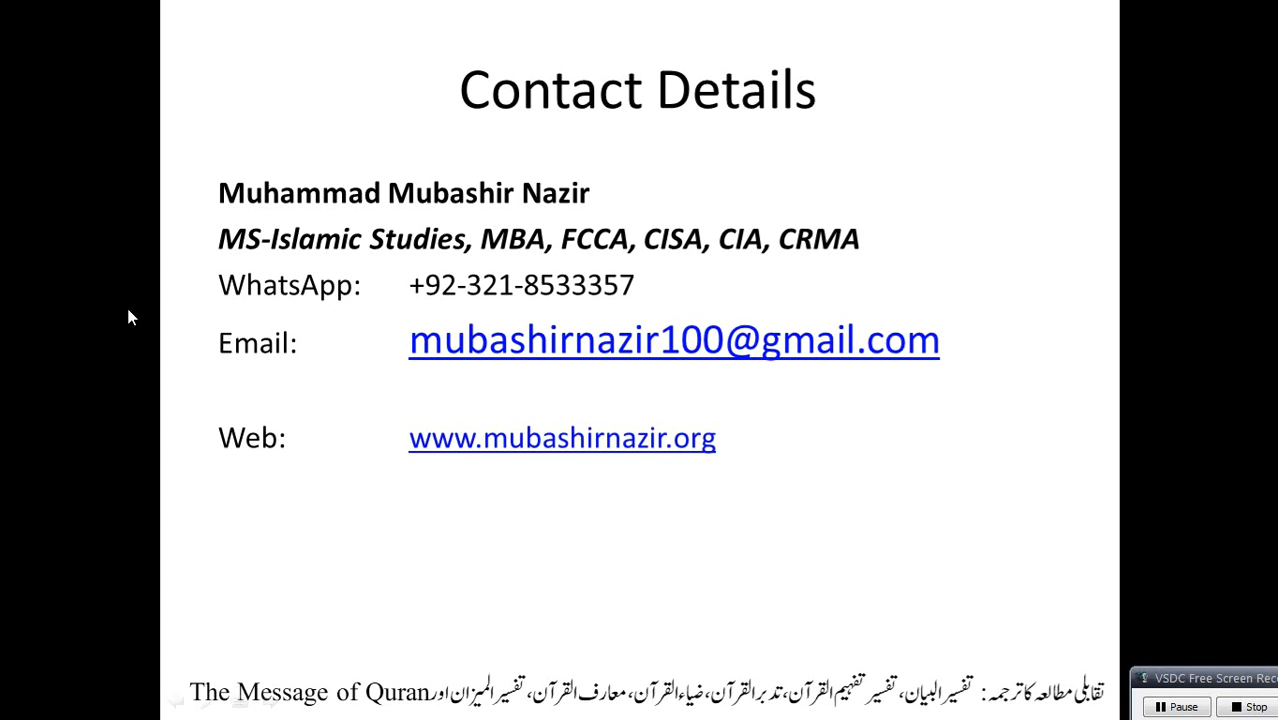 Contact Details
Muhammad Mubashir Nazir
MS-Islamic Studies, MBA, FCCA, CISA, CIA, CRMA
WhatsApp: +92-321-8533357
Email: mubashirnazir100@gmail.com
Web: www.mubashirnazir.org
تقابلی مطالعہ کا ترجمہ: تفسیر البیان، تفسیر تفہیم القرآن، تدبر القرآن، ضیاء القرآن، معارف القرآن، تفسیر المیزان اور The Message of Quran
VSDC Free Screen Rec
Pause Stop